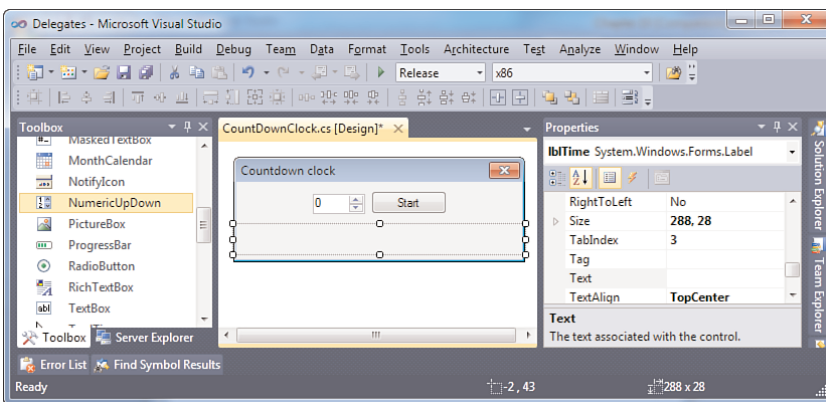 Delegates - Microsoft Visual Studio
File Edit View Project Build Debug Team Data Format Tools Architecture Test Analyze Window Help
Release x86
Toolbox
MaskedTextBox
MonthCalendar
NotifyIcon
NumericUpDown
PictureBox
ProgressBar
RadioButton
RichTextBox
TextBox
Toolbox Server Explorer
CountDownClock.cs [Design]*
Countdown clock
0 Start
Properties
lblTime System.Windows.Forms.Label
RightToLeft No
Size 288, 28
TabIndex 3
Tag
Text
TextAlign TopCenter
Text
The text associated with the control.
Solution Explorer
Team Explorer
Error List Find Symbol Results
Ready -2 , 43 288 x 28